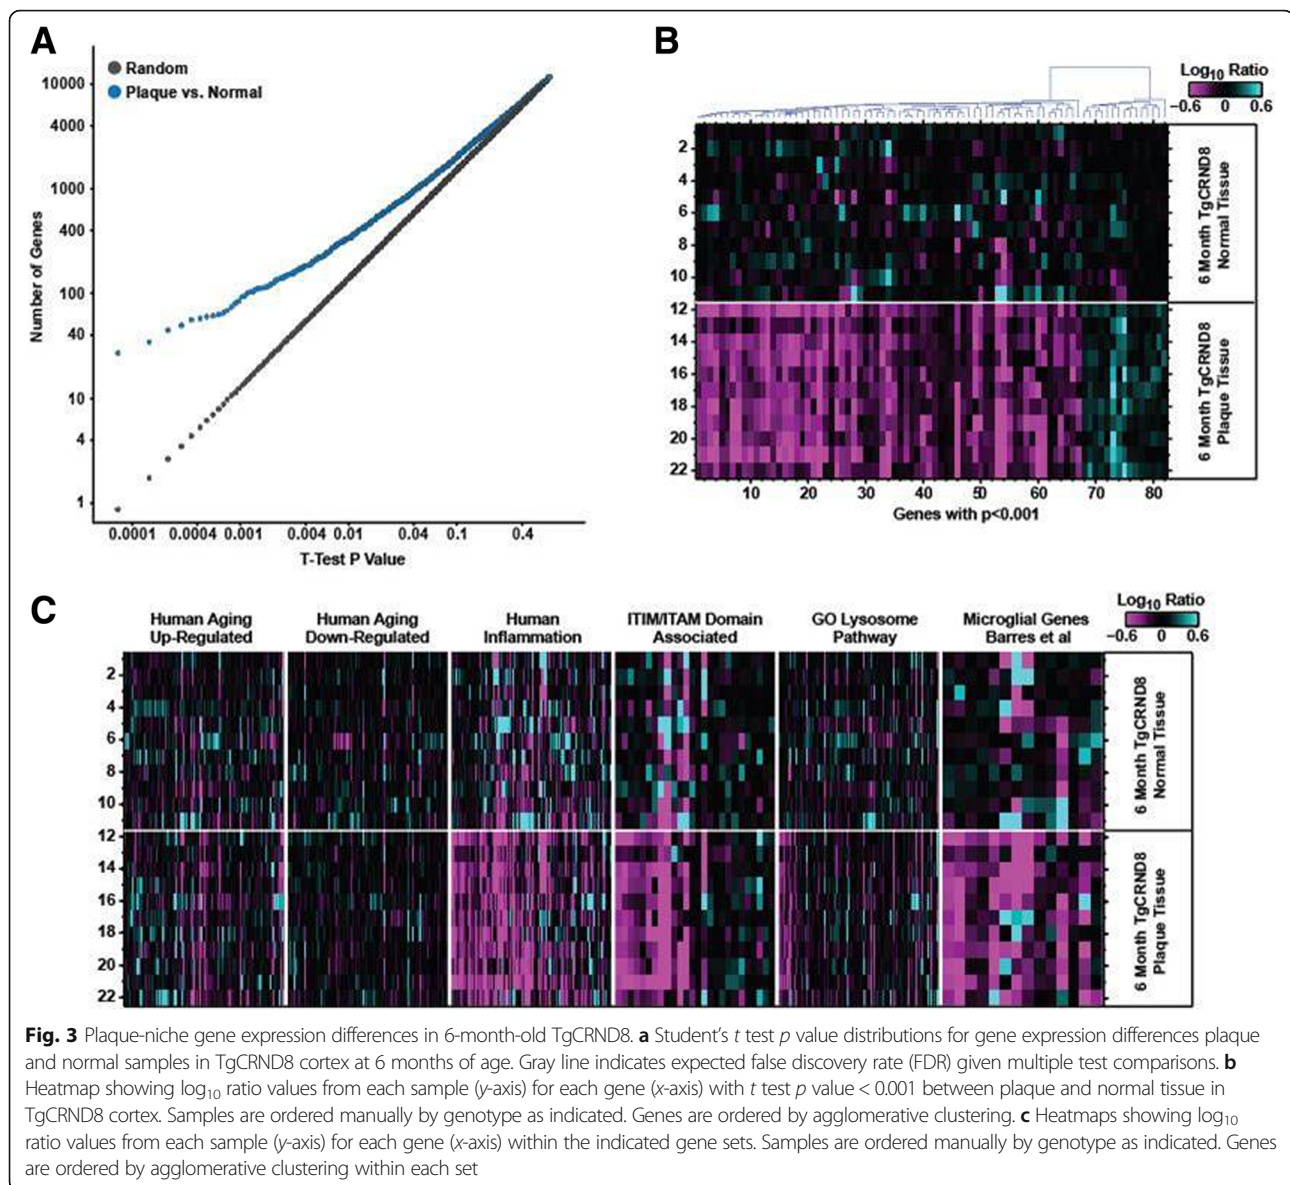 A
Random
Plaque vs. Normal
10000
4000
1000
400
100
40
10
4
1
Number of Genes
0.0001 0.0004 0.001 0.004 0.01 0.04 0.1 0.4
T-Test P Value
B
Log10 Ratio
−0.6 0 0.6
2
4
6
8
10
12
14
16
18
20
22
6 Month TgCRND8
Normal Tissue
6 Month TgCRND8
Plaque Tissue
10 20 30 40 50 60 70 80
Genes with p<0.001
C
Human Aging
Up-Regulated
Human Aging
Down-Regulated
Human
Inflammation
ITIM/ITAM Domain
Associated
GO Lysosome
Pathway
Microglial Genes
Barres et al
Log10 Ratio
−0.6 0 0.6
2
4
6
8
10
12
14
16
18
20
22
6 Month TgCRND8
Normal Tissue
6 Month TgCRND8
Plaque Tissue
Fig. 3 Plaque-niche gene expression differences in 6-month-old TgCRND8. a Student's t test p value distributions for gene expression differences plaque
and normal samples in TgCRND8 cortex at 6 months of age. Gray line indicates expected false discovery rate (FDR) given multiple test comparisons. b
Heatmap showing log10 ratio values from each sample (y-axis) for each gene (x-axis) with t test p value < 0.001 between plaque and normal tissue in
TgCRND8 cortex. Samples are ordered manually by genotype as indicated. Genes are ordered by agglomerative clustering. c Heatmaps showing log10
ratio values from each sample (y-axis) for each gene (x-axis) within the indicated gene sets. Samples are ordered manually by genotype as indicated. Genes
are ordered by agglomerative clustering within each set